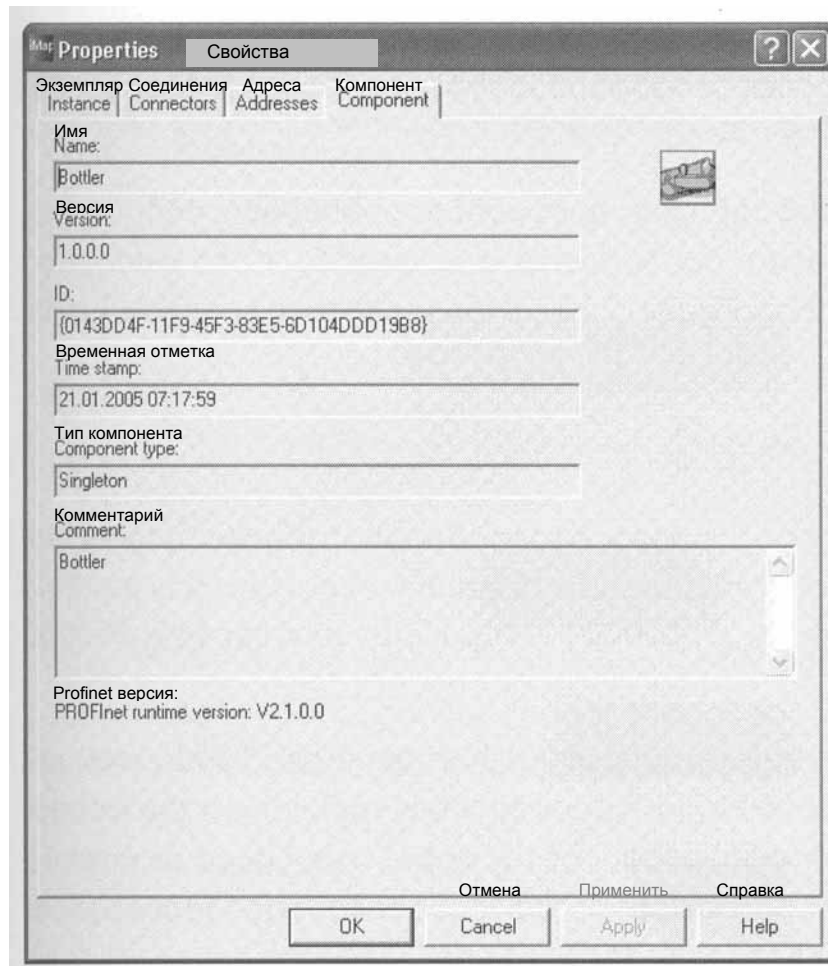 iMap Properties Свойства
Экземпляр Соединения Адреса Компонент
Instance Connectors Addresses Component
Имя
Name:
Bottler
Версия
Version:
1.0.0.0
ID:
{0143DD4F-11F9-45F3-83E5-6D104DDD19B8}
Временная отметка
Time stamp:
21.01.2005 07:17:59
Тип компонента
Component type:
Singleton
Комментарий
Comment:
Bottler
Profinet версия:
PROFInet runtime version: V2.1.0.0
Отмена Применить Справка
OK Cancel Apply Help